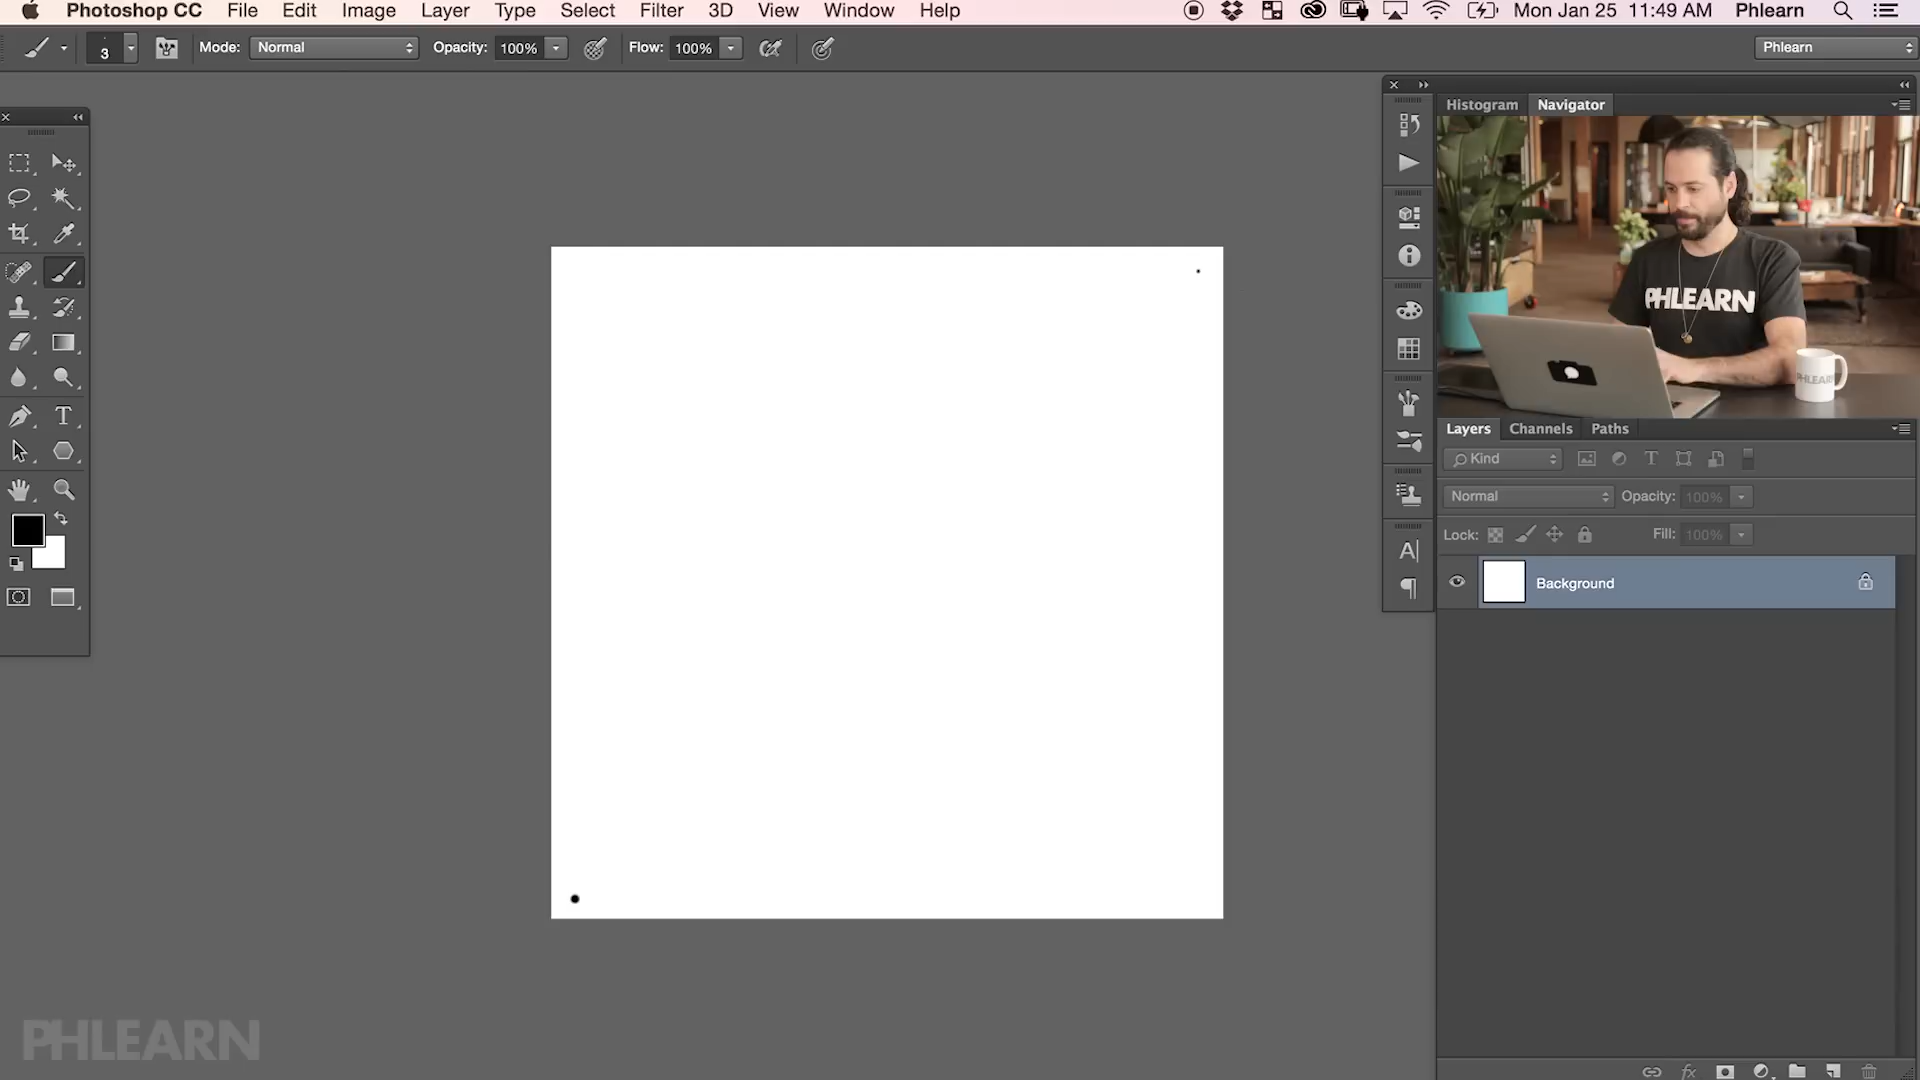 Photoshop CC File Edit Image Layer Type Select Filter 3D View Window Help Mon Jan 25 11:49 AM Phlearn
3 Mode: Normal Opacity: 100% Flow: 100% Phlearn
Histogram Navigator
PHLEARN
PHLEARN
Layers Channels Paths
Kind
Normal Opacity: 100%
Lock: Fill: 100%
Background
PHLEARN